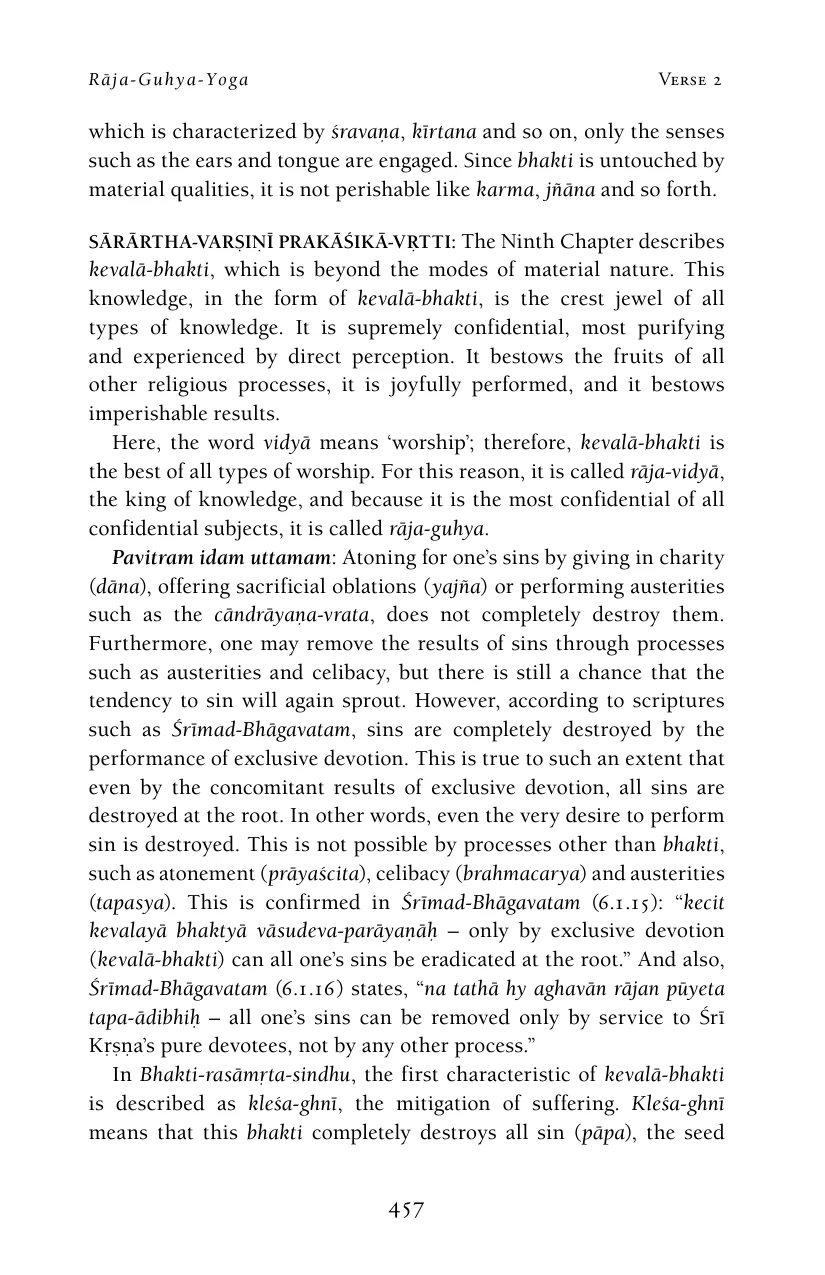 Rāja-Guhya-Yoga
Verse 2
which is characterized by śravaṇa, kīrtana and so on, only the senses
such as the ears and tongue are engaged. Since bhakti is untouched by
material qualities, it is not perishable like karma, jñāna and so forth.
SĀRĀRTHA-VARṢIṆĪ PRAKĀŚIKĀ-VṚTTI: The Ninth Chapter describes
kevalā-bhakti, which is beyond the modes of material nature. This
knowledge, in the form of kevalā-bhakti, is the crest jewel of all
types of knowledge. It is supremely confidential, most purifying
and experienced by direct perception. It bestows the fruits of all
other religious processes, it is joyfully performed, and it bestows
imperishable results.
Here, the word vidyā means ‘worship’; therefore, kevalā-bhakti is
the best of all types of worship. For this reason, it is called rāja-vidyā,
the king of knowledge, and because it is the most confidential of all
confidential subjects, it is called rāja-guhya.
Pavitram idam uttamam: Atoning for one’s sins by giving in charity
(dāna), offering sacrificial oblations (yajña) or performing austerities
such as the cāndrāyaṇa-vrata, does not completely destroy them.
Furthermore, one may remove the results of sins through processes
such as austerities and celibacy, but there is still a chance that the
tendency to sin will again sprout. However, according to scriptures
such as Śrīmad-Bhāgavatam, sins are completely destroyed by the
performance of exclusive devotion. This is true to such an extent that
even by the concomitant results of exclusive devotion, all sins are
destroyed at the root. In other words, even the very desire to perform
sin is destroyed. This is not possible by processes other than bhakti,
such as atonement (prāyaścita), celibacy (brahmacarya) and austerities
(tapasya). This is confirmed in Śrīmad-Bhāgavatam (6.1.15): “kecit
kevalayā bhaktyā vāsudeva-parāyaṇāḥ – only by exclusive devotion
(kevalā-bhakti) can all one’s sins be eradicated at the root.” And also,
Śrīmad-Bhāgavatam (6.1.16) states, “na tathā hy aghavān rājan pūyeta
tapa-ādibhiḥ – all one’s sins can be removed only by service to Śrī
Kṛṣṇa’s pure devotees, not by any other process.”
In Bhakti-rasāmṛta-sindhu, the first characteristic of kevalā-bhakti
is described as kleśa-ghnī, the mitigation of suffering. Kleśa-ghnī
means that this bhakti completely destroys all sin (pāpa), the seed
457